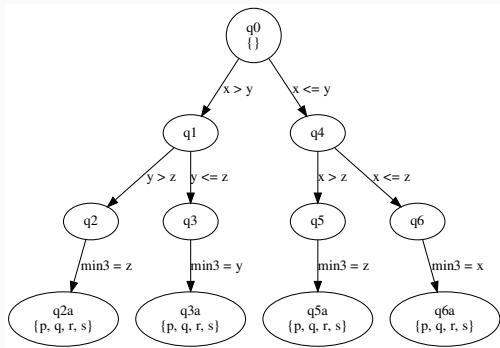 q0
{}
x > y
x <= y
q1
q4
y > z
y <= z
x > z
x <= z
q2
q3
q5
q6
min3 = z
min3 = y
min3 = z
min3 = x
q2a
{p, q, r, s}
q3a
{p, q, r, s}
q5a
{p, q, r, s}
q6a
{p, q, r, s}